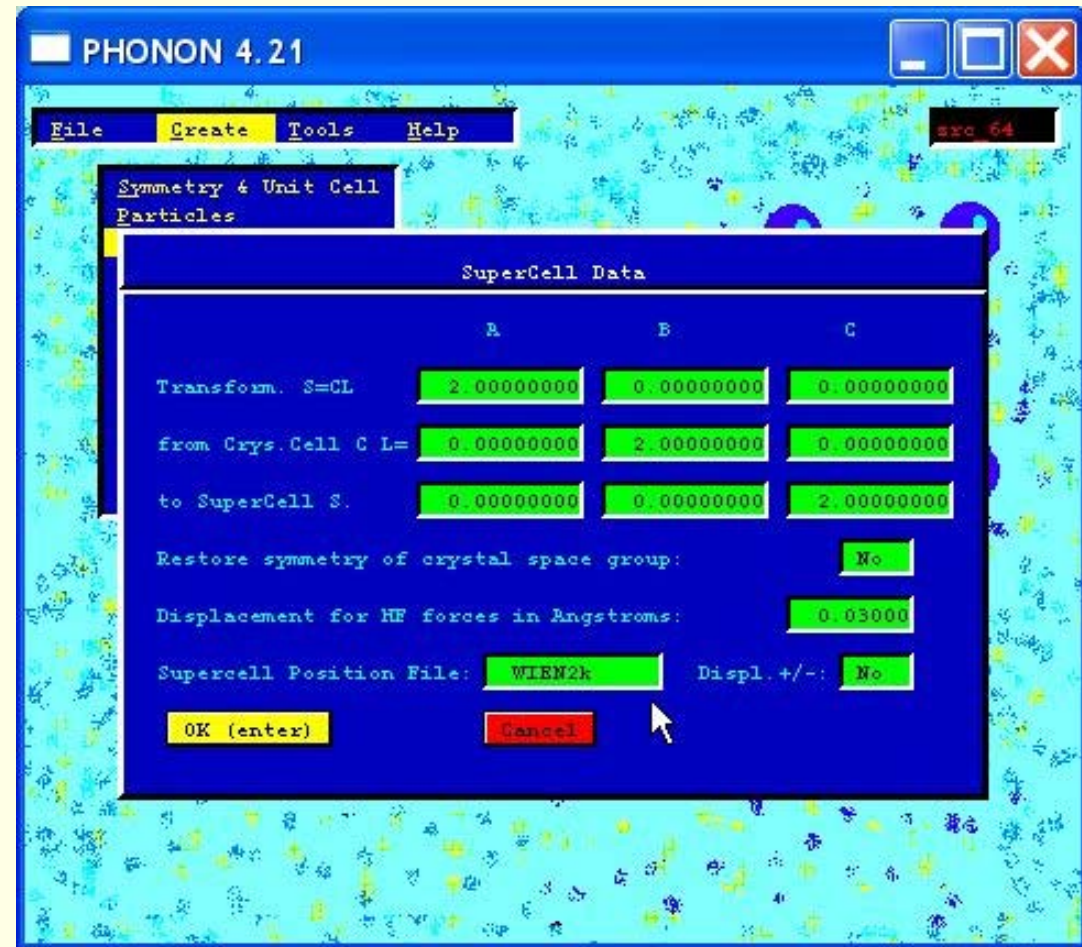 PHONON 4.21
File Create Tools Help
src_64
Symmetry & Unit Cell
Particles
SuperCell Data
A B C
Transform. S=CL 2.00000000 0.00000000 0.00000000
from Crys.Cell C L= 0.00000000 2.00000000 0.00000000
to SuperCell S. 0.00000000 0.00000000 2.00000000
Restore symmetry of crystal space group: No
Displacement for HF forces in Angstroms: 0.03000
Supercell Position File: WIEN2k Displ.+/-: No
OK (enter) Cancel